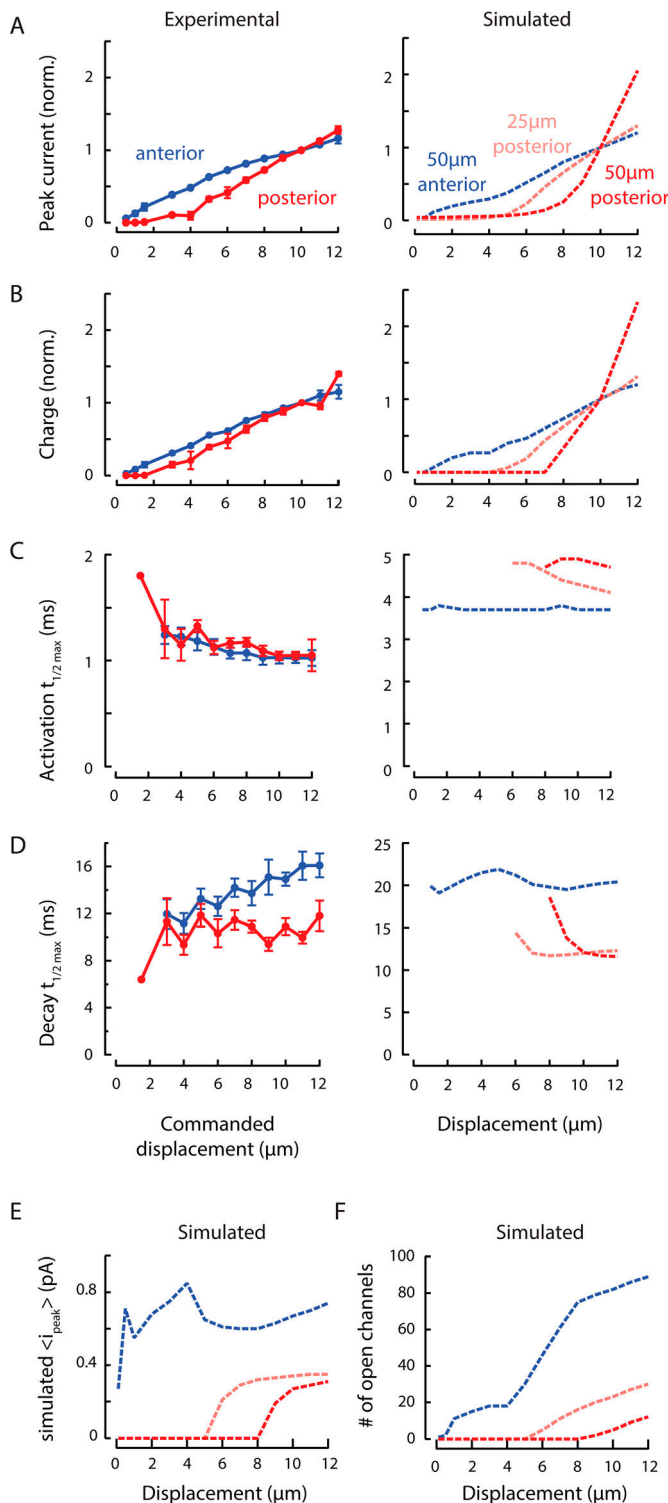 Experimental
Simulated
A
Peak current (norm.)
2
1
0
anterior
posterior
0 2 4 6 8 10 12
2
1
0
50μm
anterior
25μm
posterior
50μm
posterior
0 2 4 6 8 10 12
B
Charge (norm.)
2
1
0
0 2 4 6 8 10 12
2
1
0
0 2 4 6 8 10 12
C
Activation t1/2 max (ms)
2
1
0
0 2 4 6 8 10 12
5
4
3
2
1
0
0 2 4 6 8 10 12
D
Decay t1/2 max (ms)
16
12
8
4
0
0 2 4 6 8 10 12
Commanded
displacement (μm)
25
20
15
10
5
0
0 2 4 6 8 10 12
Displacement (μm)
E
Simulated
simulated <ipeak> (pA)
0.8
0.4
0
0 2 4 6 8 10 12
Displacement (μm)
F
Simulated
# of open channels
100
80
60
40
20
0
0 2 4 6 8 10 12
Displacement (μm)